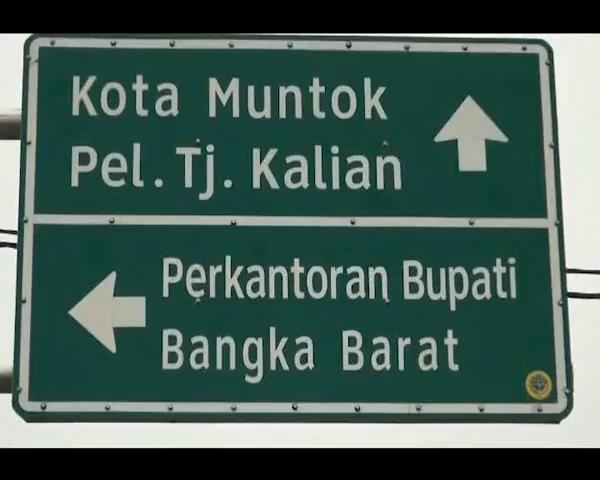 Kota Muntok
Pel. Tj. Kalian
Perkantoran Bupati
Bangka Barat